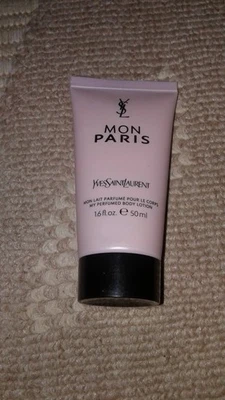 YSL
MON
PARIS
YVESSAINTLAURENT
MON LAIT PARFUMÉ POUR LE CORPS
MY PERFUMED BODY LOTION
1.6 fl.oz. ℮ 50 ml